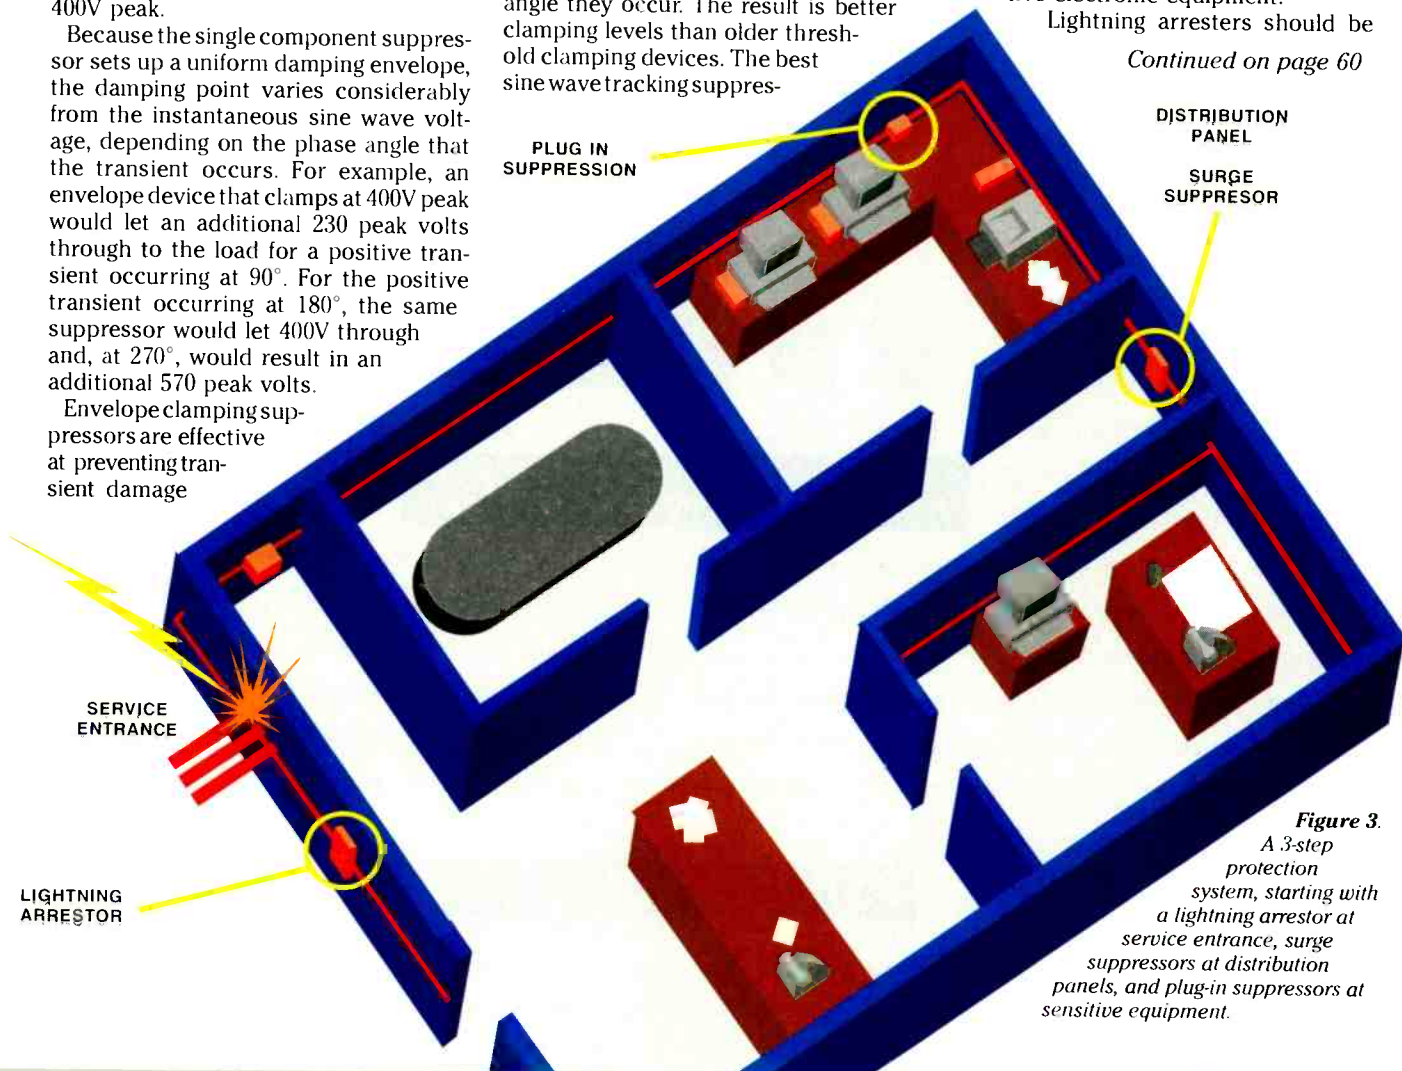 400V peak.
Because the single component suppres-
sor sets up a uniform damping envelope,
the damping point varies considerably
from the instantaneous sine wave volt-
age, depending on the phase angle that
the transient occurs. For example, an
envelope device that clamps at 400V peak
would let an additional 230 peak volts
through to the load for a positive tran-
sient occurring at 90°. For the positive
transient occurring at 180°, the same
suppressor would let 400V through
and, at 270°, would result in an
additional 570 peak volts.
Envelope clamping sup-
pressors are effective
at preventing tran-
sient damage
angle they occur. The result is better
clamping levels than older thresh-
old clamping devices. The best
sine wave tracking suppres-
electronic equipment.
Lightning arresters should be
Continued on page 60
PLUG IN
SUPPRESSION
DISTRIBUTION
PANEL
SURGE
SUPPRESOR
SERVICE
ENTRANCE
LIGHTNING
ARRESTOR
Figure 3.
A 3-step
protection
system, starting with
a lightning arrestor at
service entrance, surge
suppressors at distribution
panels, and plug-in suppressors at
sensitive equipment.